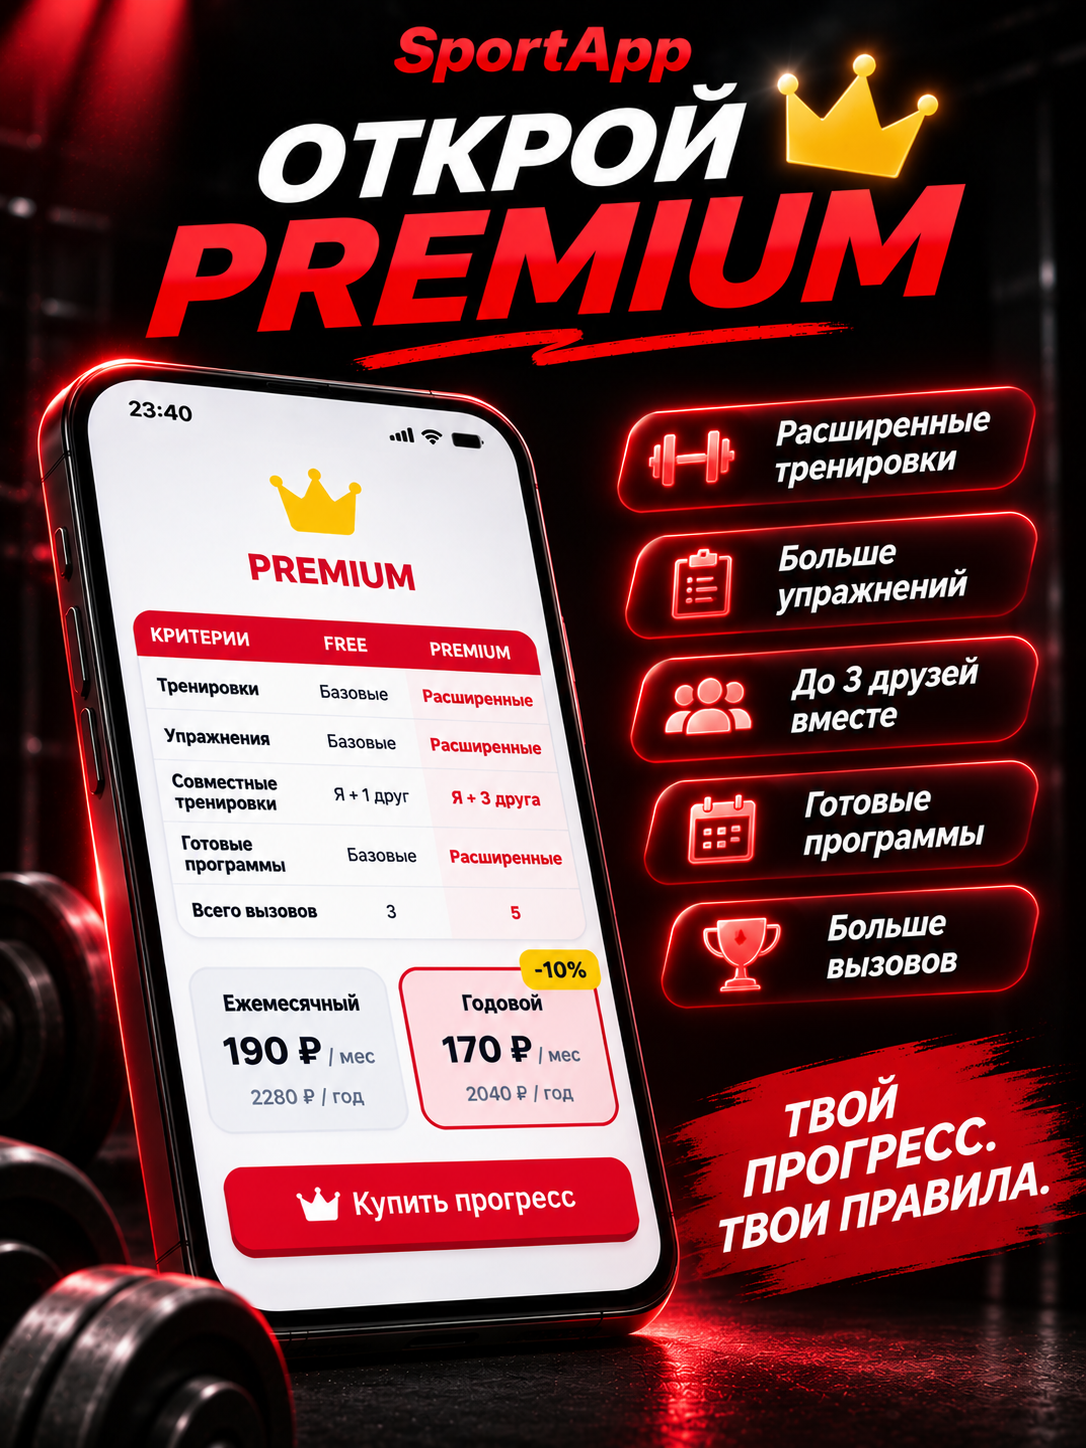 SportApp
ОТКРОЙ
PREMIUM
23:40
PREMIUM
КРИТЕРИИ FREE PREMIUM
Тренировки Базовые Расширенные
Упражнения Базовые Расширенные
Совместные
тренировки Я + 1 друг Я + 3 друга
Готовые
программы Базовые Расширенные
Всего вызовов 3 5
-10%
Ежемесячный
190 ₽ / мес
2280 ₽ / год
Годовой
170 ₽ / мес
2040 ₽ / год
Купить прогресс
Расширенные
тренировки
Больше
упражнений
До 3 друзей
вместе
Готовые
программы
Больше
вызовов
ТВОЙ
ПРОГРЕСС.
ТВОИ ПРАВИЛА.